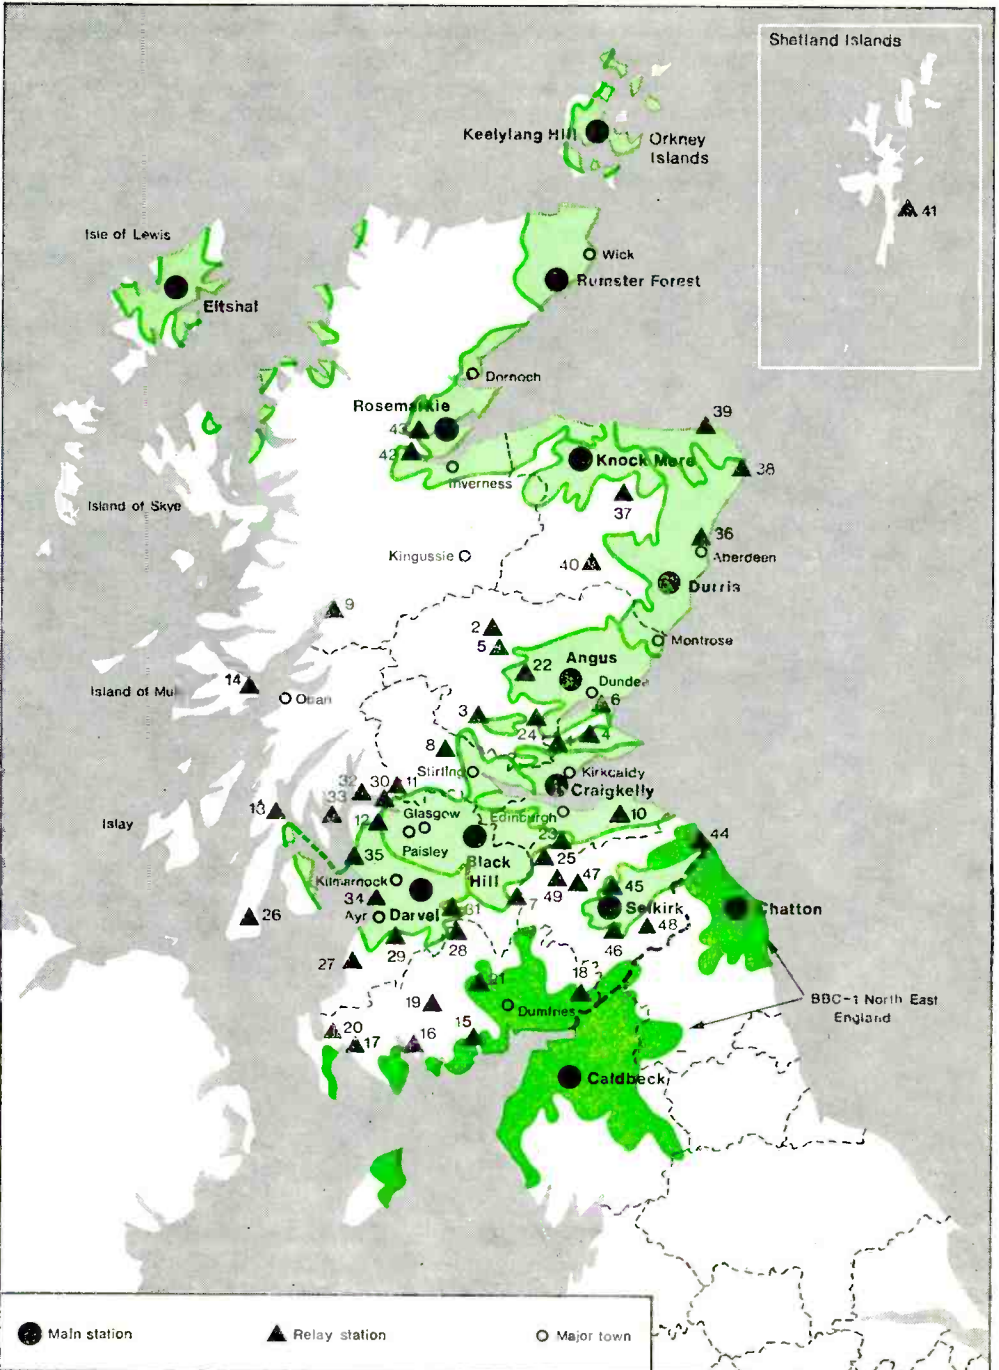 Shetland Islands
Keelylang Hill
Orkney
Islands
41
Isle of Lewis
Wick
Rumster Forest
Eitshal
Dornoch
Rosemarkie
39
43
42
Knock More
38
Inverness
Island of Skye
37
36
Kingussie
Aberdeen
40
Durris
9
2
Montrose
5
Angus
22
14
Dundee
Island of Mull
Oban
6
3
24
4
8
Stirling
Kirkcaldy
32
30
11
Craigkelly
13
33
Glasgow
Edinburgh
10
Islay
12
23
44
Paisley
35
Black
Hill
25
47
Kilmarnock
49
45
34
7
Selkirk
Chatton
26
Ayr
Darvel
31
48
29
28
46
27
18
21
BBC-1 North East
England
19
Dumfries
20
17
16
15
Caldbeck
Main station
Relay station
Major town